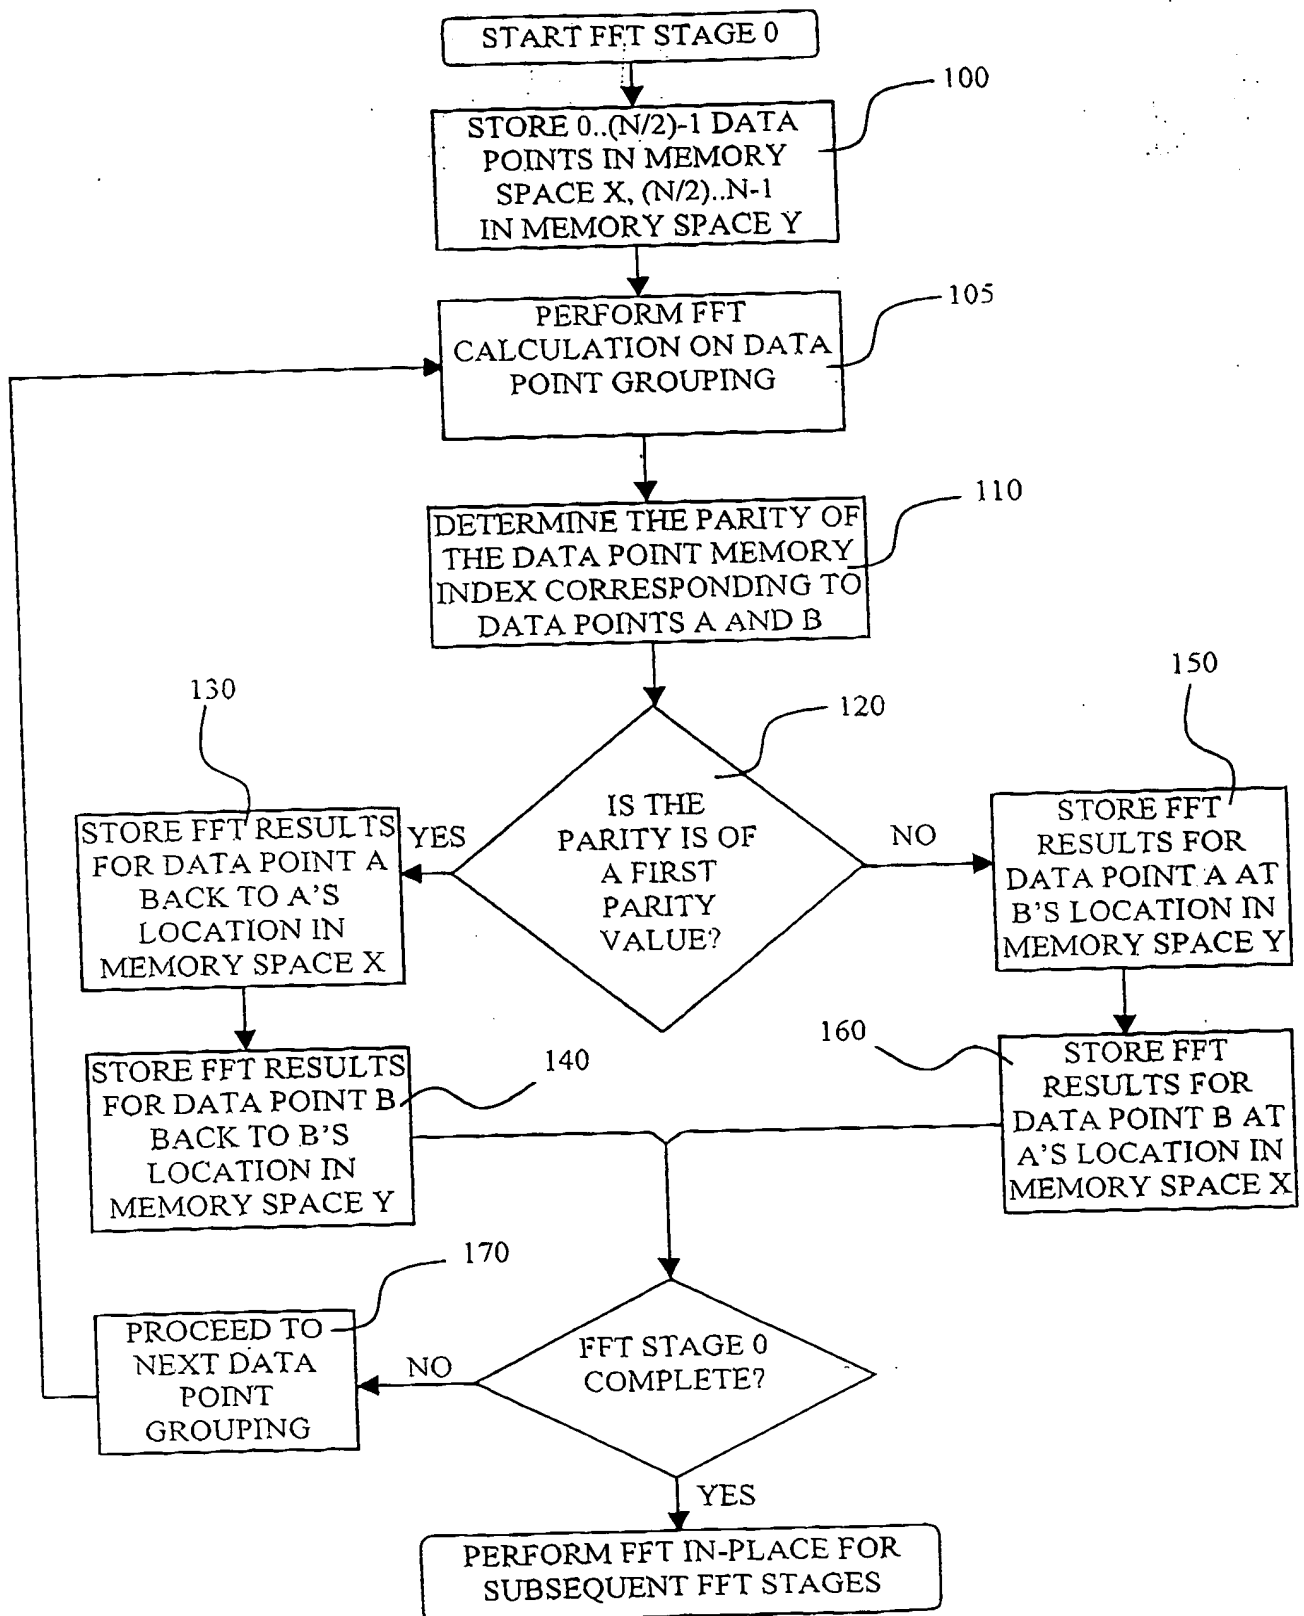 START FFT STAGE 0
100
STORE 0..(N/2)-1 DATA
POINTS IN MEMORY
SPACE X, (N/2)..N-1
IN MEMORY SPACE Y
105
PERFORM FFT
CALCULATION ON DATA
POINT GROUPING
110
DETERMINE THE PARITY OF
THE DATA POINT MEMORY
INDEX CORRESPONDING TO
DATA POINTS A AND B
120
IS THE
PARITY IS OF
A FIRST
PARITY
VALUE?
YES
NO
130
STORE FFT RESULTS
FOR DATA POINT A
BACK TO A'S
LOCATION IN
MEMORY SPACE X
150
STORE FFT
RESULTS FOR
DATA POINT A AT
B'S LOCATION IN
MEMORY SPACE Y
140
STORE FFT RESULTS
FOR DATA POINT B
BACK TO B'S
LOCATION IN
MEMORY SPACE Y
160
STORE FFT
RESULTS FOR
DATA POINT B AT
A'S LOCATION IN
MEMORY SPACE X
170
PROCEED TO
NEXT DATA
POINT
GROUPING
NO
FFT STAGE 0
COMPLETE?
YES
PERFORM FFT IN-PLACE FOR
SUBSEQUENT FFT STAGES